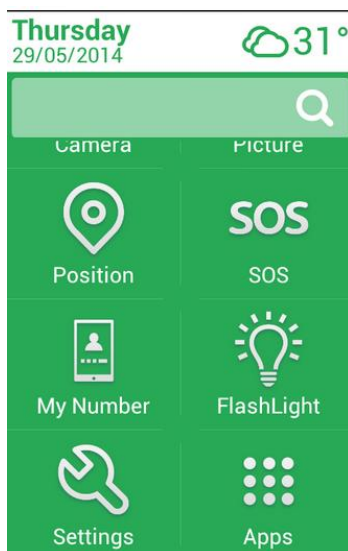 Thursday
29/05/2014
31°
Camera
Picture
Position
SOS
SOS
My Number
FlashLight
Settings
Apps